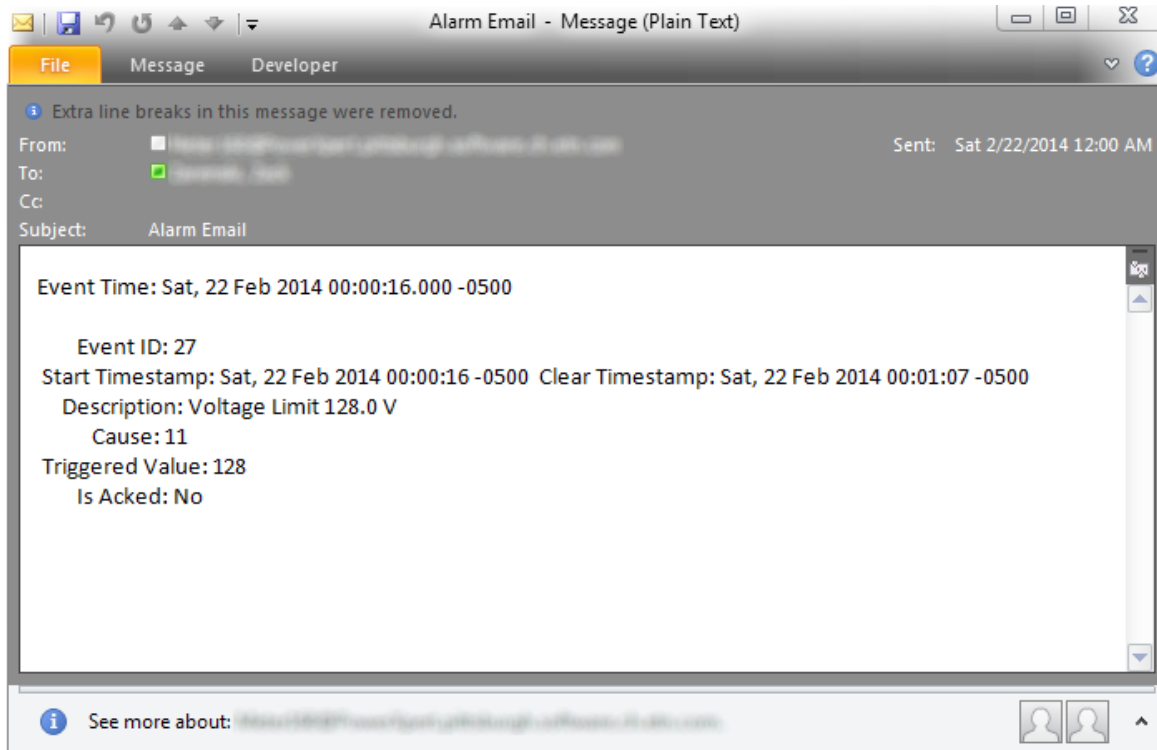 Alarm Email - Message (Plain Text)
File Message Developer
Extra line breaks in this message were removed.
From: Sent: Sat 2/22/2014 12:00 AM
To:
Cc:
Subject: Alarm Email
Event Time: Sat, 22 Feb 2014 00:00:16.000 -0500
Event ID: 27
Start Timestamp: Sat, 22 Feb 2014 00:00:16 -0500 Clear Timestamp: Sat, 22 Feb 2014 00:01:07 -0500
Description: Voltage Limit 128.0 V
Cause: 11
Triggered Value: 128
Is Acked: No
See more about: